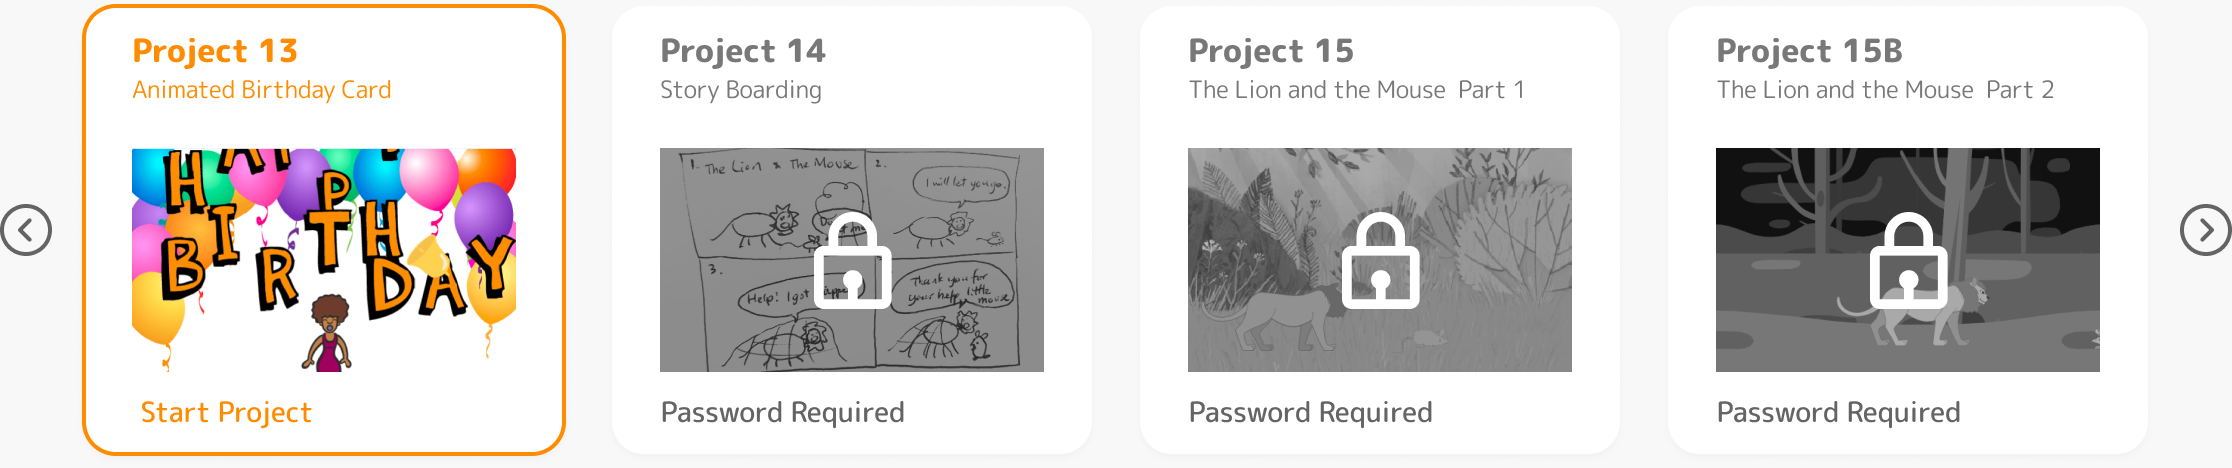 Project 13
Animated Birthday Card
HAPPY
BIRTHDAY
Start Project
Project 14
Story Boarding
1. The Lion & The Mouse
2.
I will let you go.
3.
Help! I got
Thank you for
your help little
mouse
Password Required
Project 15
The Lion and the Mouse Part 1
Password Required
Project 15B
The Lion and the Mouse Part 2
Password Required